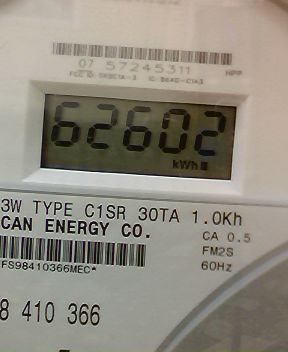 07 57245311
HPP
62602
kWh
3W TYPE C1SR 30TA 1.0Kh
CAN ENERGY CO.
CA 0.5
FM2S
60Hz
FS98410366MEC*
8 410 366